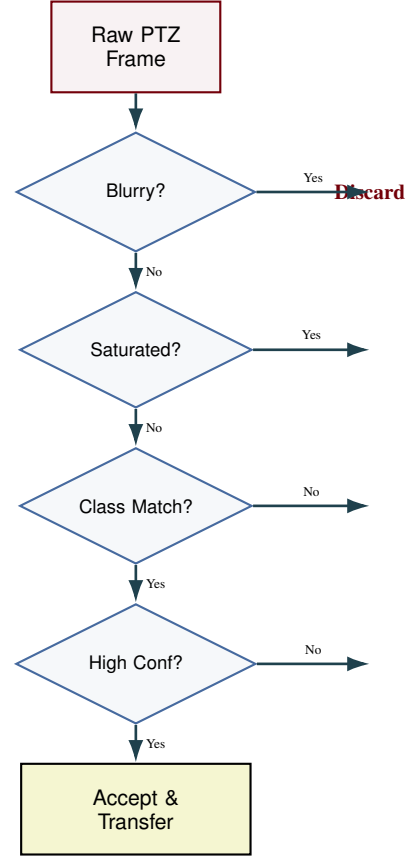 Raw PTZ
Frame
Blurry?
Yes
Discard
No
Saturated?
Yes
No
Class Match?
No
Yes
High Conf?
No
Yes
Accept &
Transfer